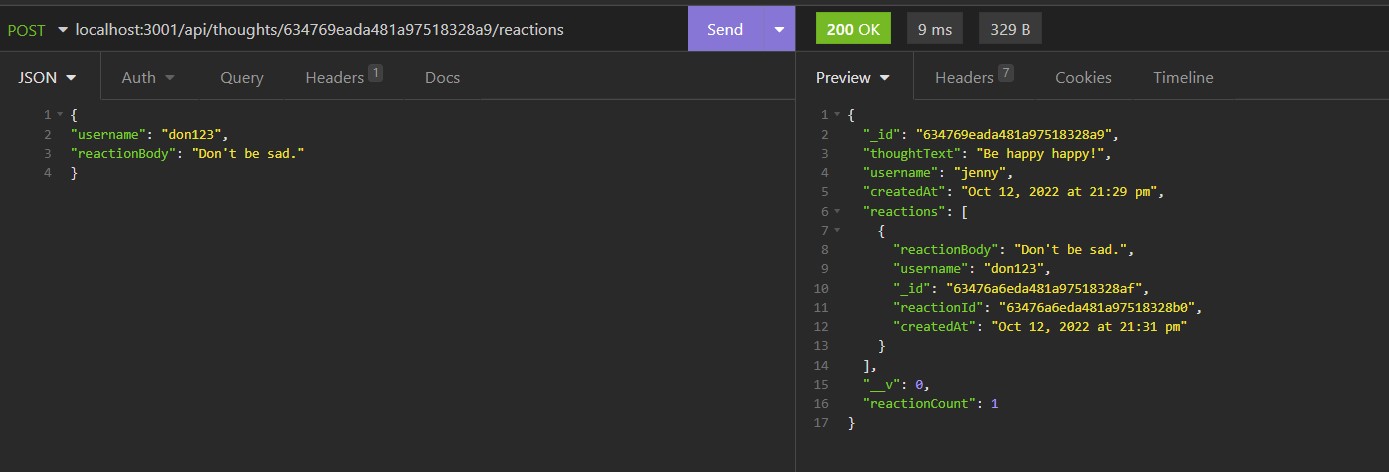 POST localhost:3001/api/thoughts/634769eada481a97518328a9/reactions Send 200 OK 9 ms 329 B
JSON Auth Query Headers 1 Docs Preview Headers 7 Cookies Timeline
1 {
2 "username": "don123",
3 "reactionBody": "Don't be sad."
4 }
1 {
2 "_id": "634769eada481a97518328a9",
3 "thoughtText": "Be happy happy!",
4 "username": "jenny",
5 "createdAt": "Oct 12, 2022 at 21:29 pm",
6 "reactions": [
7 {
8 "reactionBody": "Don't be sad.",
9 "username": "don123",
10 "_id": "63476a6eda481a97518328af",
11 "reactionId": "63476a6eda481a97518328b0",
12 "createdAt": "Oct 12, 2022 at 21:31 pm"
13 }
14 ],
15 "__v": 0,
16 "reactionCount": 1
17 }